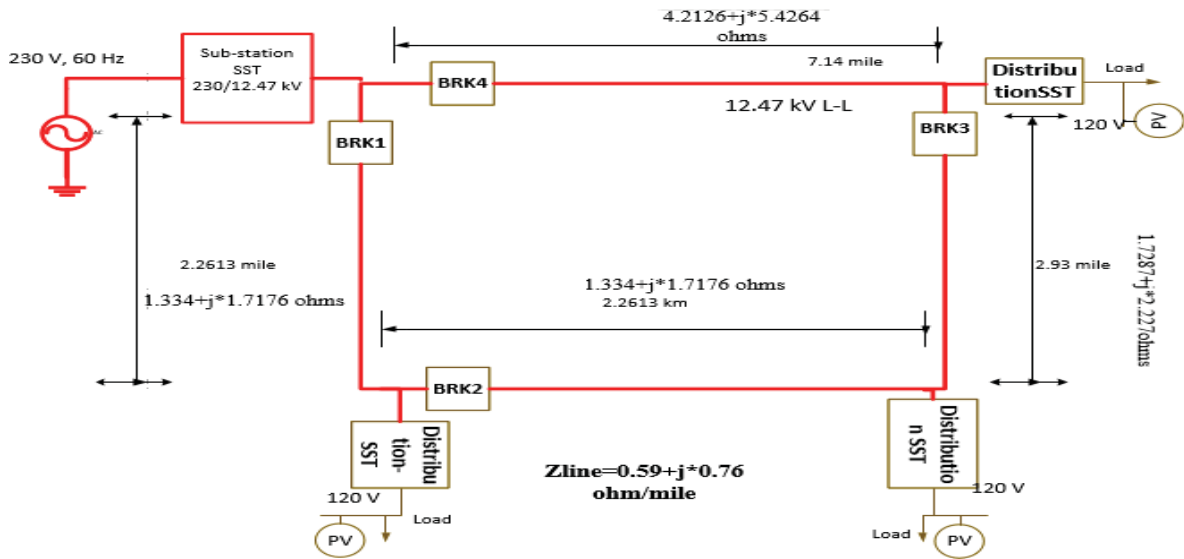 4.2126+j*5.4264
ohms
230 V, 60 Hz
Sub-station
SST
230/12.47 kV
7.14 mile
BRK4
Distribu
tionSST
Load
12.47 kV L-L
120 V
PV
AC
BRK1
BRK3
2.2613 mile
1.334+j*1.7176 ohms
1.334+j*1.7176 ohms
2.2613 km
2.93 mile
1.7287+j*2.227ohms
BRK2
Distribu
tion-
SST
Distributio
n SST
Zline=0.59+j*0.76
ohm/mile
120 V
Load
PV
120 V
Load
PV